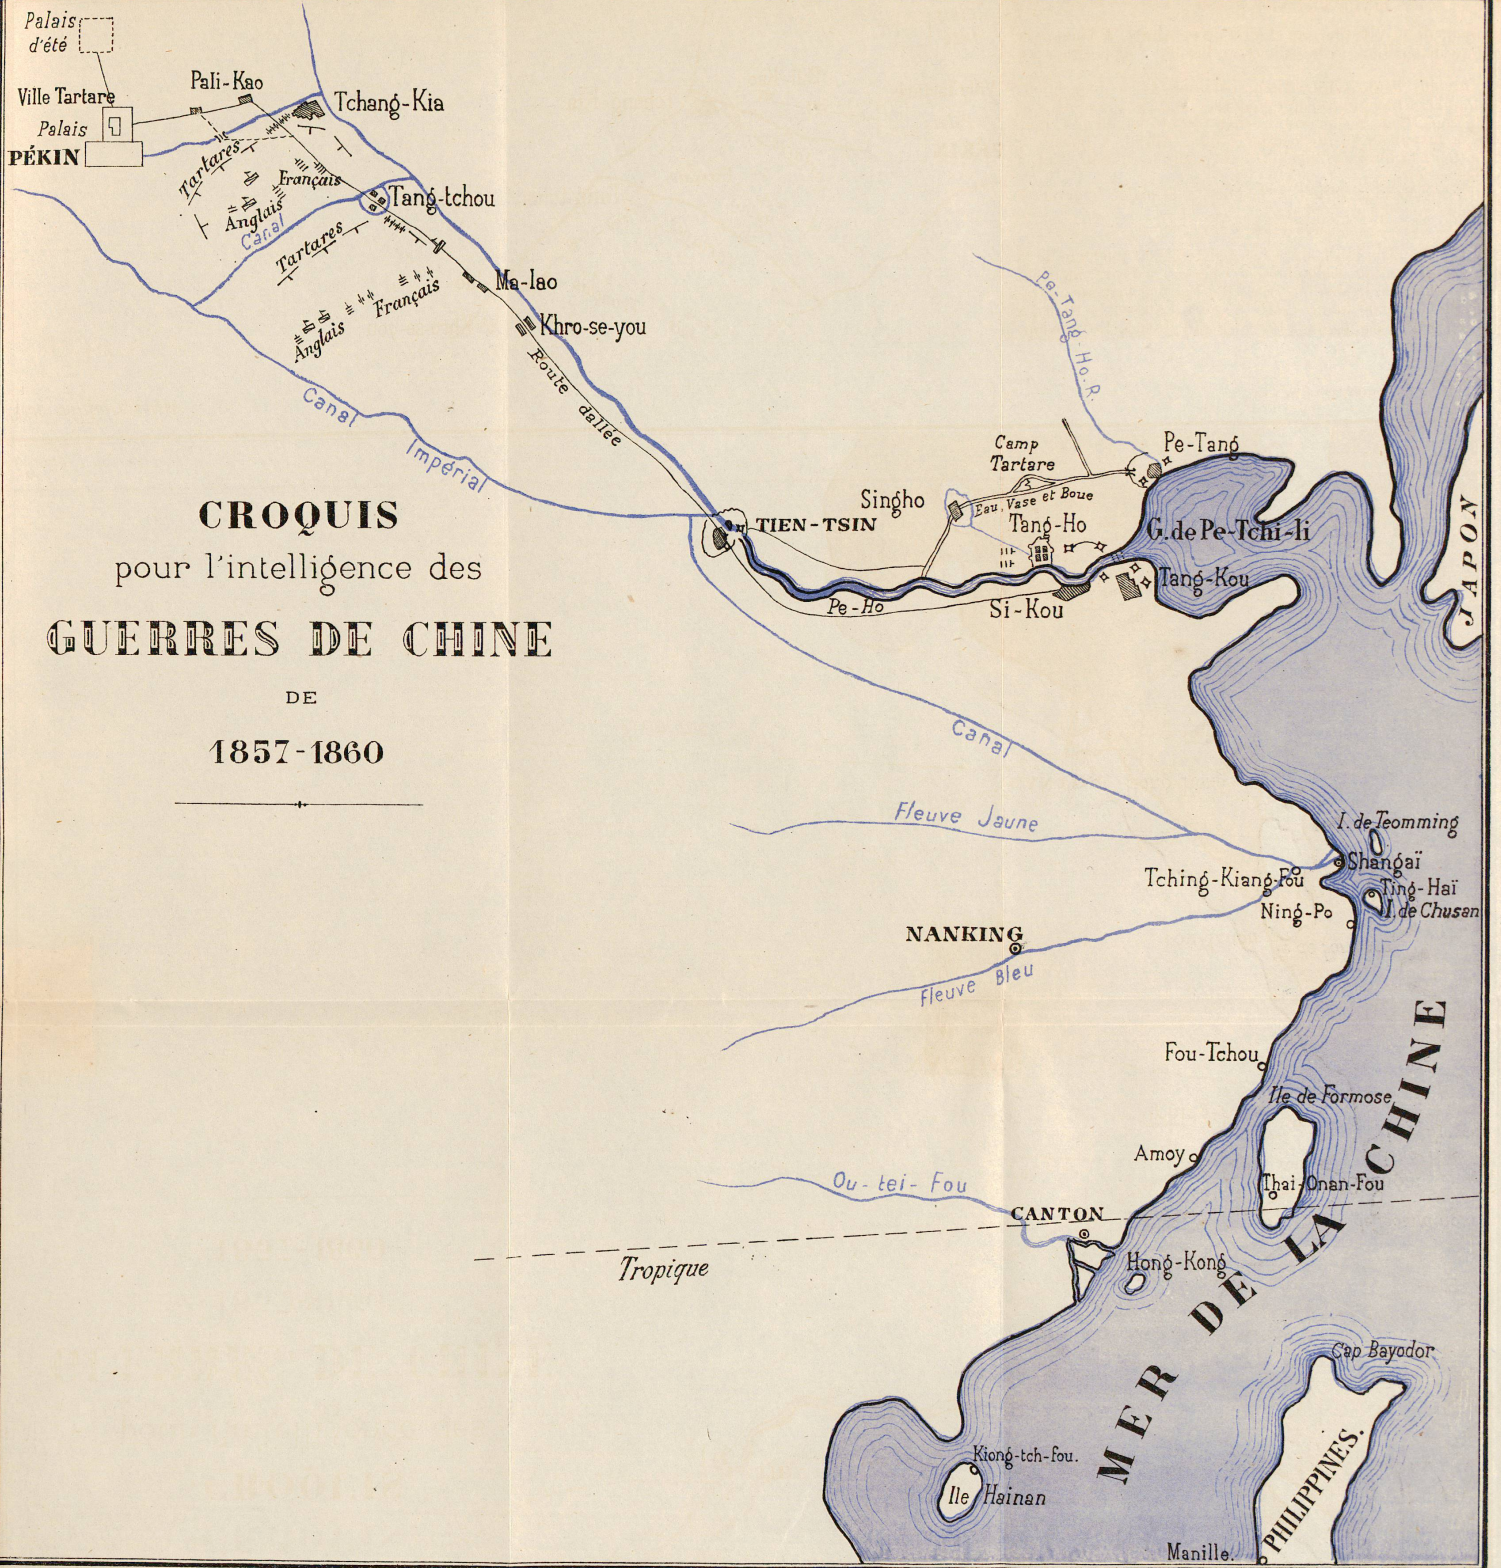 Palais
d'été
Ville Tartare
Palais
PÉKIN
Pali-Kao
Tchang-Kia
Tartares
Français
Anglais
Canal
Tang-tchou
Tartares
Français
Anglais
Ma-lao
Khro-se-you
Route dallée
Canal Impérial
CROQUIS
pour l'intelligence des
GUERRES DE CHINE
DE
1857-1860
TIEN-TSIN
Pe-Tang-Ho.R.
Camp
Tartare
Pe-Tang
Singho
Eau, Vase et Boue
Tang-Ho
G. de Pe-Tchi-li
Tang-Kou
Si-Kou
Pe-Ho
JAPON
Canal
Fleuve Jaune
I. de Teomming
Shangaï
Tching-Kiang-Fou
Ting-Haï
I. de Chusan
Ning-Po
NANKING
Fleuve Bleu
Fou-Tchou
Ile de Formose
Amoy
Thai-Onan-Fou
Ou-tei-Fou
CANTON
Tropique
Hong-Kong
MER DE LA CHINE
Cap Bayodor
Kiong-tch-fou.
Ile Hainan
PHILIPPINES.
Manille.